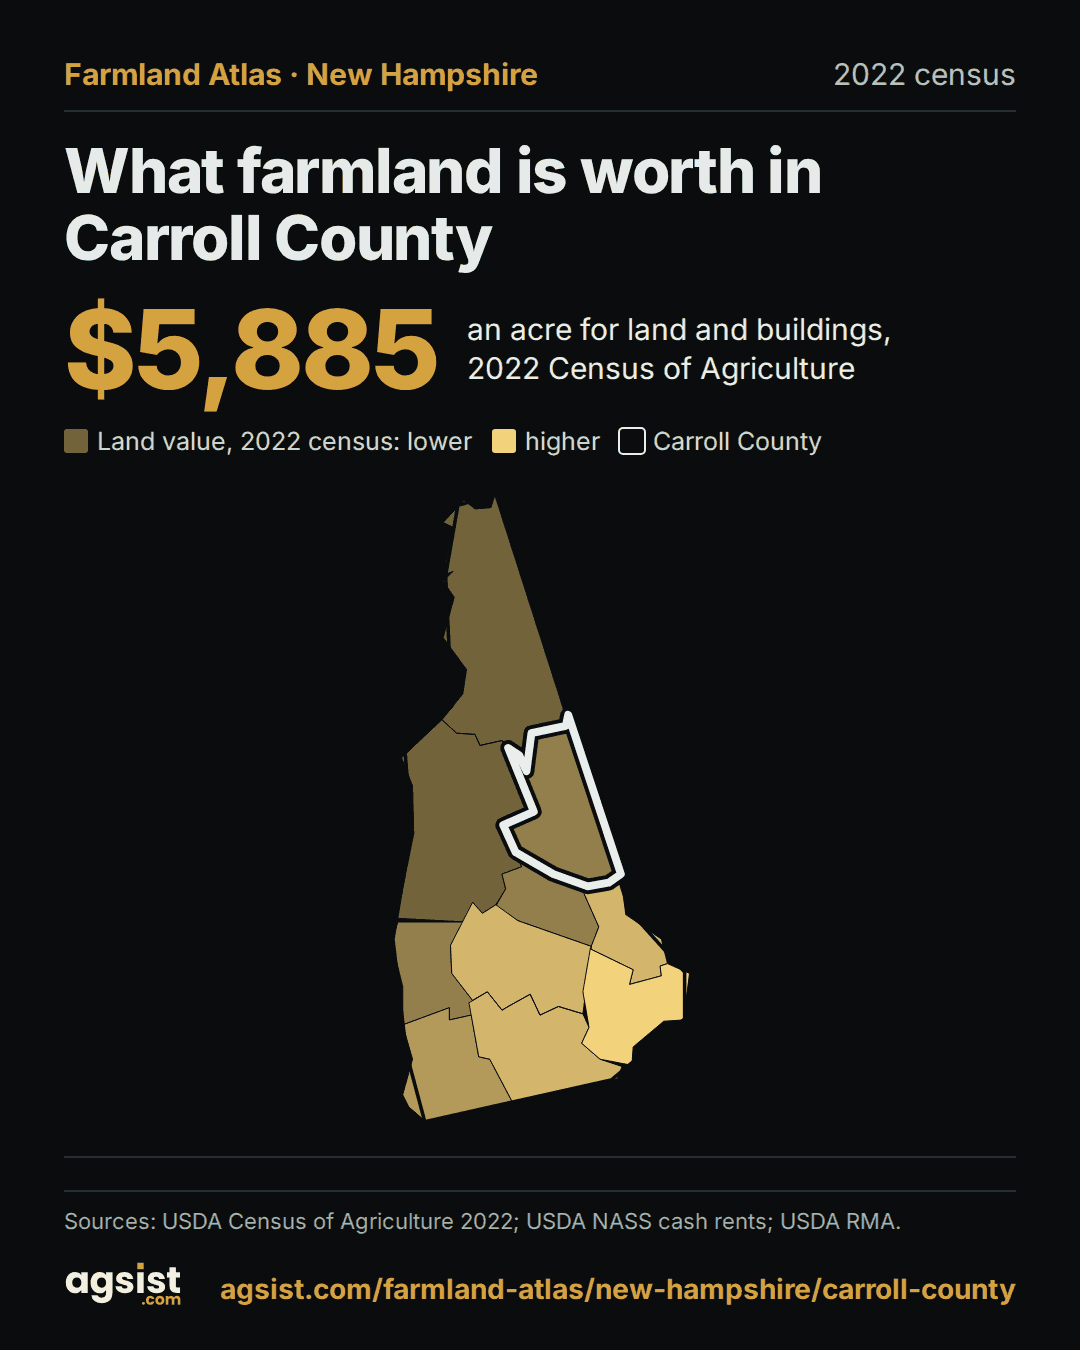 Farmland Atlas · New Hampshire
2022 census
What farmland is worth in
Carroll County
$5,885
an acre for land and buildings,
2022 Census of Agriculture
Land value, 2022 census: lower
higher
Carroll County
Sources: USDA Census of Agriculture 2022; USDA NASS cash rents; USDA RMA.
agsist
.com
agsist.com/farmland-atlas/new-hampshire/carroll-county